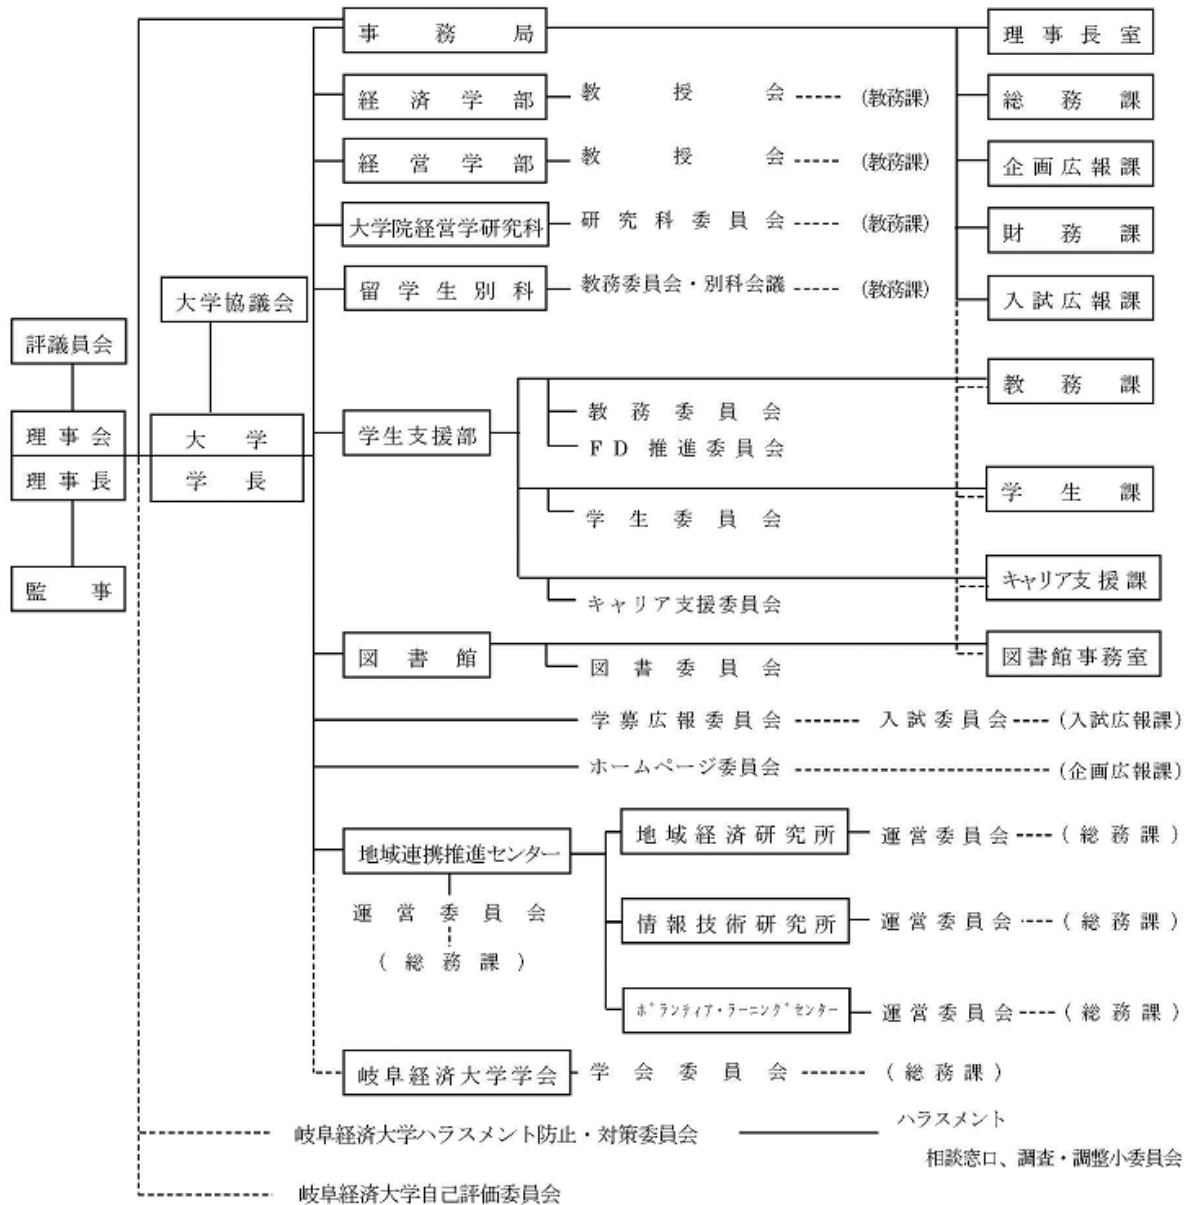 事務局
理事長室
経済学部 教授会 (教務課)
総務課
経営学部 教授会 (教務課)
企画広報課
大学院経営学研究科 研究科委員会 (教務課)
財務課
留学生別科 教務委員会・別科会議 (教務課)
入試広報課
大学協議会
評議員会
理事会
理事長
監事
大学
学長
学生支援部
教務課
教務委員会
FD 推進委員会
学生課
学生委員会
キャリア支援課
キャリア支援委員会
図書館
図書館事務室
図書委員会
学募広報委員会 入試委員会 (入試広報課)
ホームページ委員会 (企画広報課)
地域連携推進センター
運営委員会
(総務課)
地域経済研究所 運営委員会 (総務課)
情報技術研究所 運営委員会 (総務課)
ボランティア・ラーニングセンター 運営委員会 (総務課)
岐阜経済大学学会 学会委員会 (総務課)
岐阜経済大学ハラスメント防止・対策委員会
ハラスメント
相談窓口、調査・調整小委員会
岐阜経済大学自己評価委員会